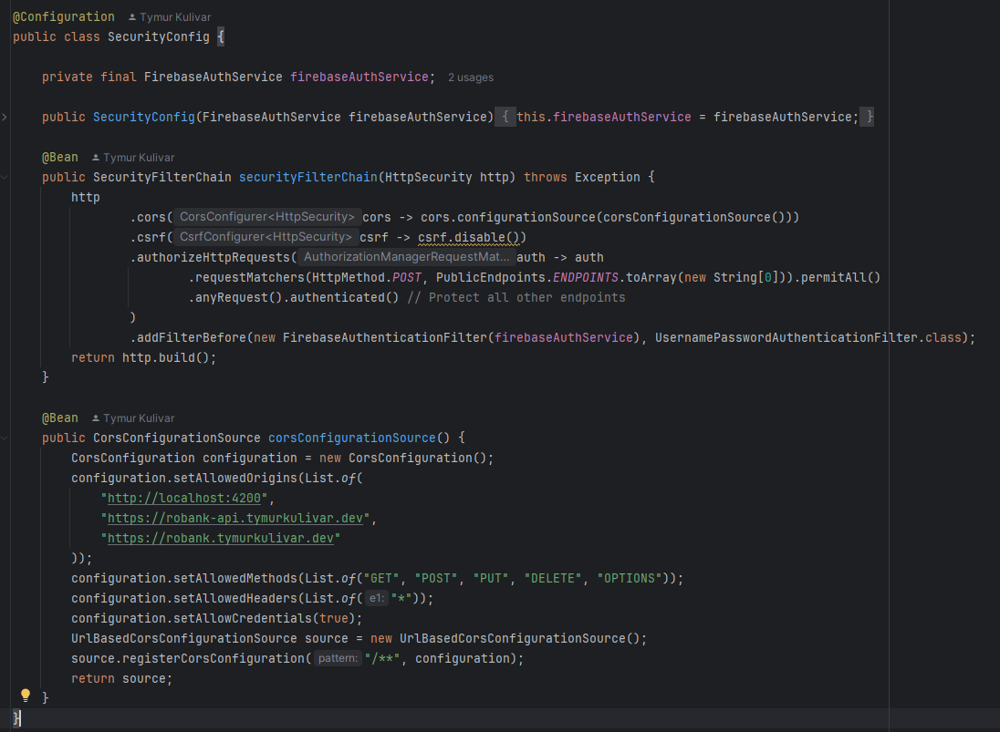 @Configuration Tymur Kulivar
public class SecurityConfig {
private final FirebaseAuthService firebaseAuthService; 2 usages
public SecurityConfig(FirebaseAuthService firebaseAuthService) { this.firebaseAuthService = firebaseAuthService; }
@Bean Tymur Kulivar
public SecurityFilterChain securityFilterChain(HttpSecurity http) throws Exception {
http
.cors( CorsConfigurer<HttpSecurity> cors -> cors.configurationSource(corsConfigurationSource()))
.csrf( CsrfConfigurer<HttpSecurity> csrf -> csrf.disable())
.authorizeHttpRequests( AuthorizationManagerRequestMat... auth -> auth
.requestMatchers(HttpMethod.POST, PublicEndpoints.ENDPOINTS.toArray(new String[0])).permitAll()
.anyRequest().authenticated() // Protect all other endpoints
)
.addFilterBefore(new FirebaseAuthenticationFilter(firebaseAuthService), UsernamePasswordAuthenticationFilter.class);
return http.build();
}
@Bean Tymur Kulivar
public CorsConfigurationSource corsConfigurationSource() {
CorsConfiguration configuration = new CorsConfiguration();
configuration.setAllowedOrigins(List.of(
"http://localhost:4200",
"https://robank-api.tymurkulivar.dev",
"https://robank.tymurkulivar.dev"
));
configuration.setAllowedMethods(List.of("GET", "POST", "PUT", "DELETE", "OPTIONS"));
configuration.setAllowedHeaders(List.of( e1: "*"));
configuration.setAllowCredentials(true);
UrlBasedCorsConfigurationSource source = new UrlBasedCorsConfigurationSource();
source.registerCorsConfiguration( pattern: "/**", configuration);
return source;
}
}